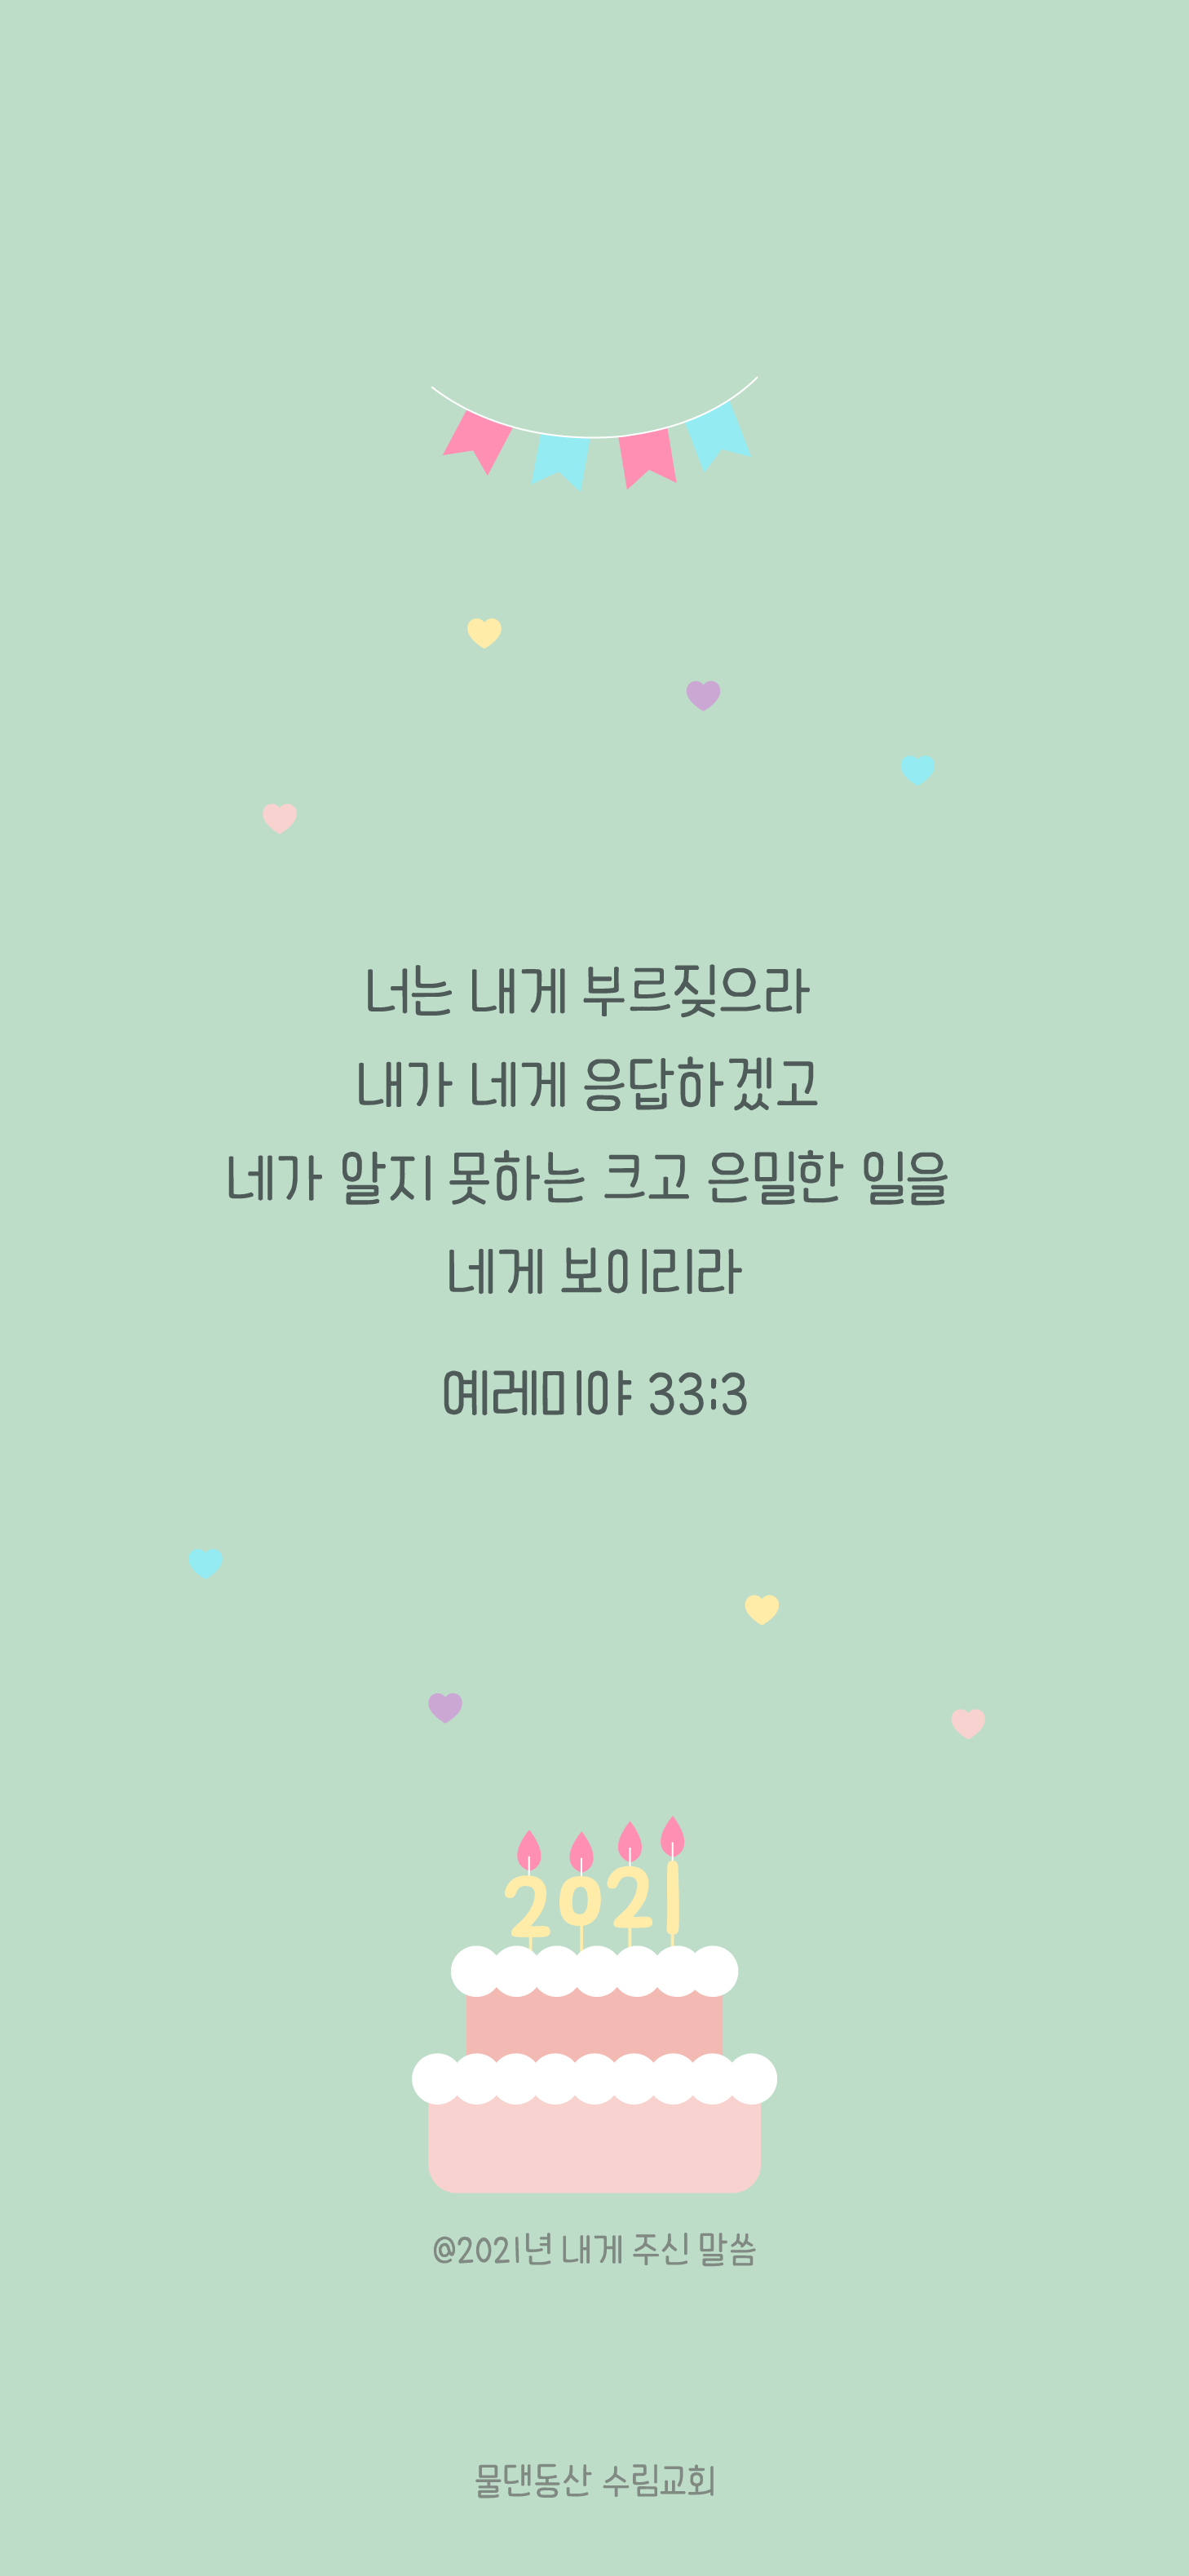 너는 내게 부르짖으라
내가 네게 응답하겠고
네가 알지 못하는 크고 은밀한 일을
네게 보이리라
예레미야 33:3
2021
@2021년 내게 주신 말씀
물댄동산 수림교회